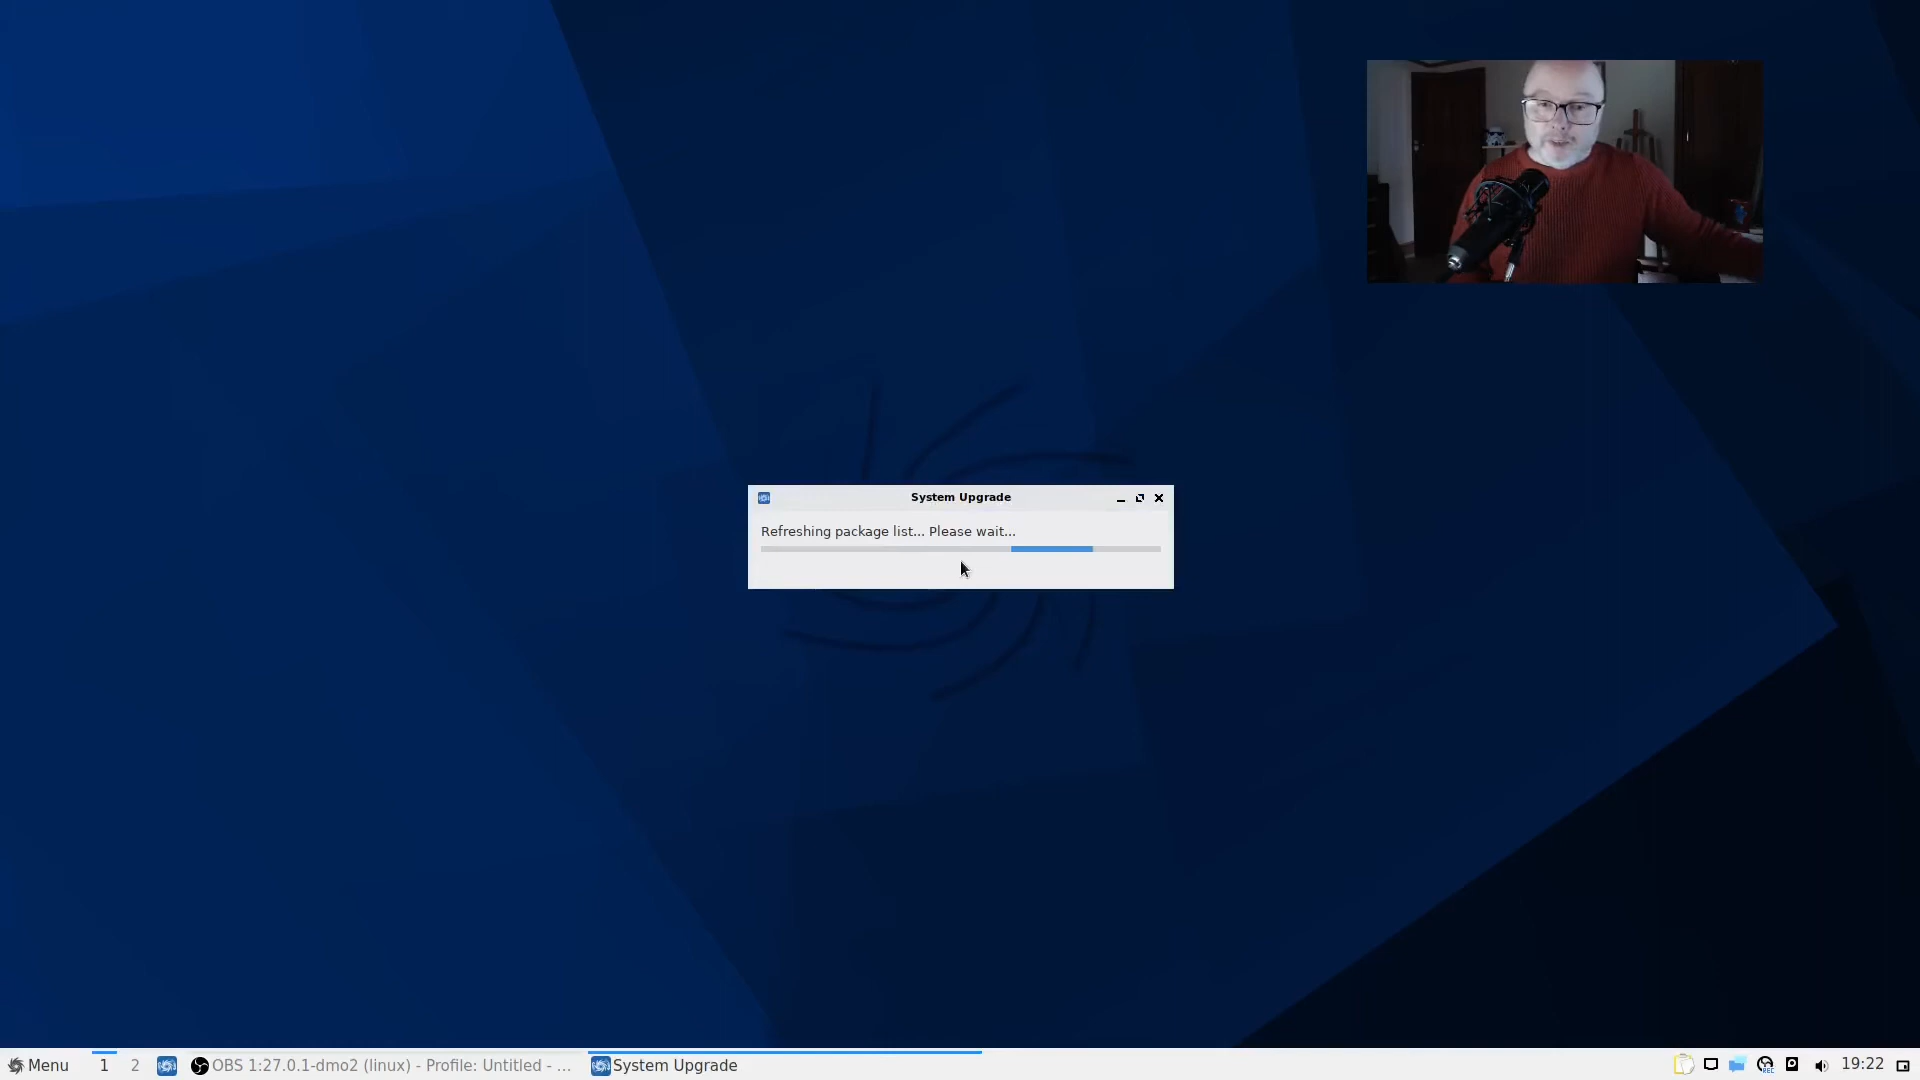 System Upgrade
Refreshing package list... Please wait...
Menu
1
2
OBS 1:27.0.1-dmo2 (linux) - Profile: Untitled - ...
System Upgrade
REC
19:22